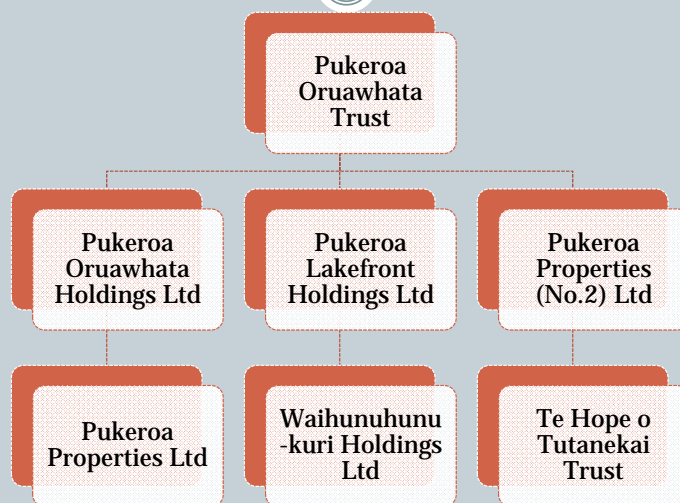 Pukeroa
Oruawhata
Trust
Pukeroa
Oruawhata
Holdings Ltd
Pukeroa
Lakefront
Holdings Ltd
Pukeroa
Properties
(No.2) Ltd
Pukeroa
Properties Ltd
Waihunuhunu
-kuri Holdings
Ltd
Te Hope o
Tutanekai
Trust